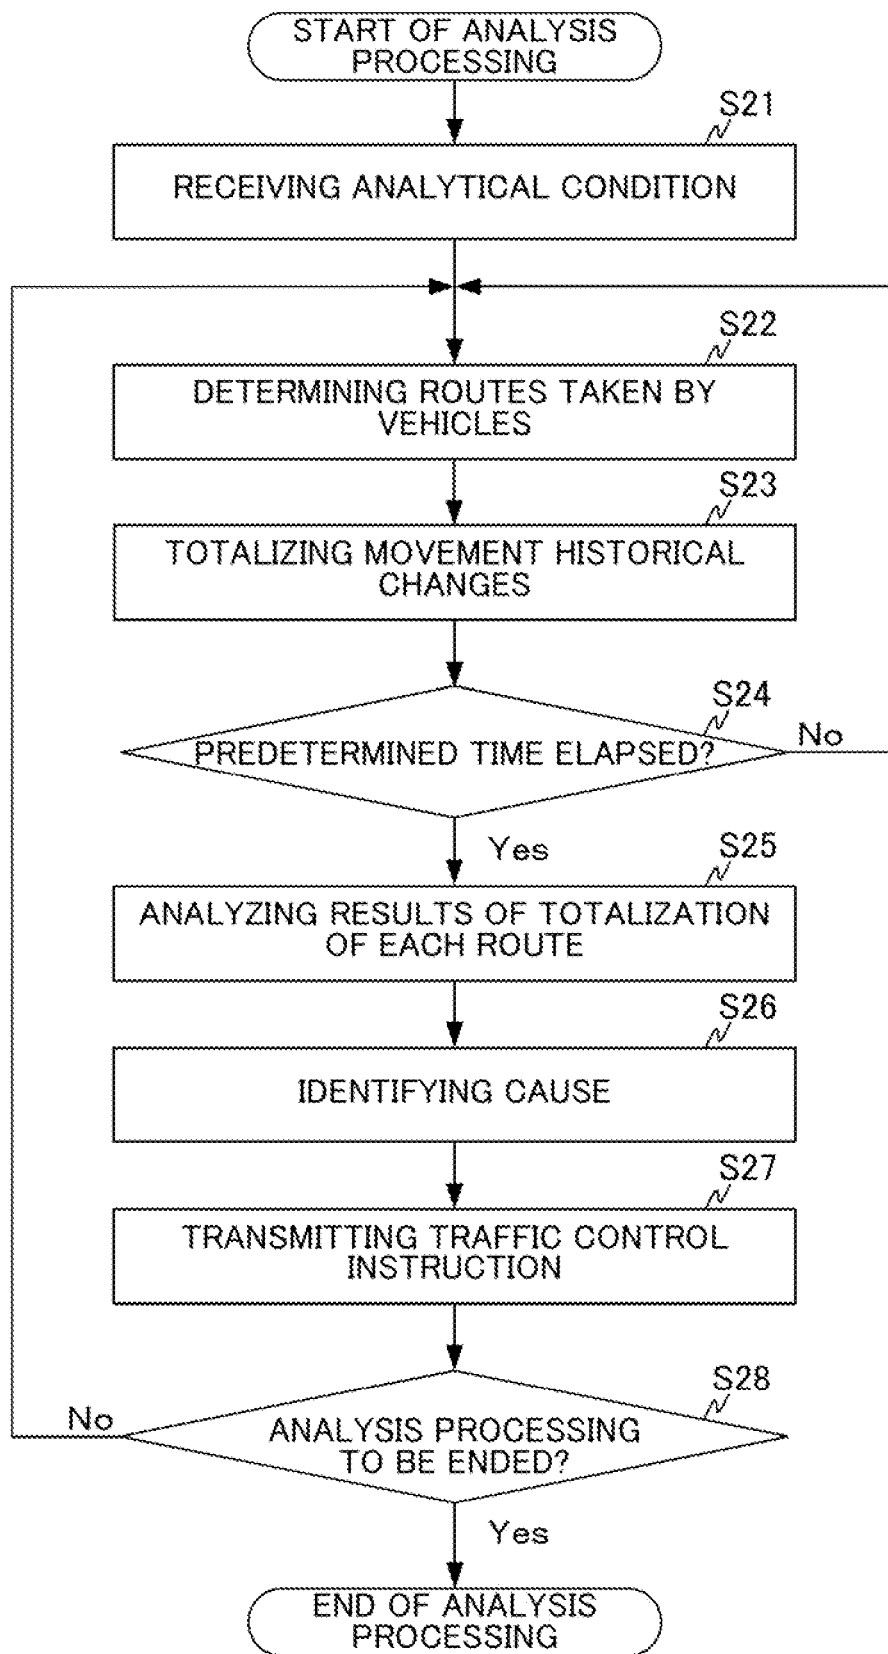 START OF ANALYSIS
PROCESSING
S21
RECEIVING ANALYTICAL CONDITION
S22
DETERMINING ROUTES TAKEN BY
VEHICLES
S23
TOTALIZING MOVEMENT HISTORICAL
CHANGES
S24
PREDETERMINED TIME ELAPSED?
No
Yes
S25
ANALYZING RESULTS OF TOTALIZATION
OF EACH ROUTE
S26
IDENTIFYING CAUSE
S27
TRANSMITTING TRAFFIC CONTROL
INSTRUCTION
S28
No
ANALYSIS PROCESSING
TO BE ENDED?
Yes
END OF ANALYSIS
PROCESSING